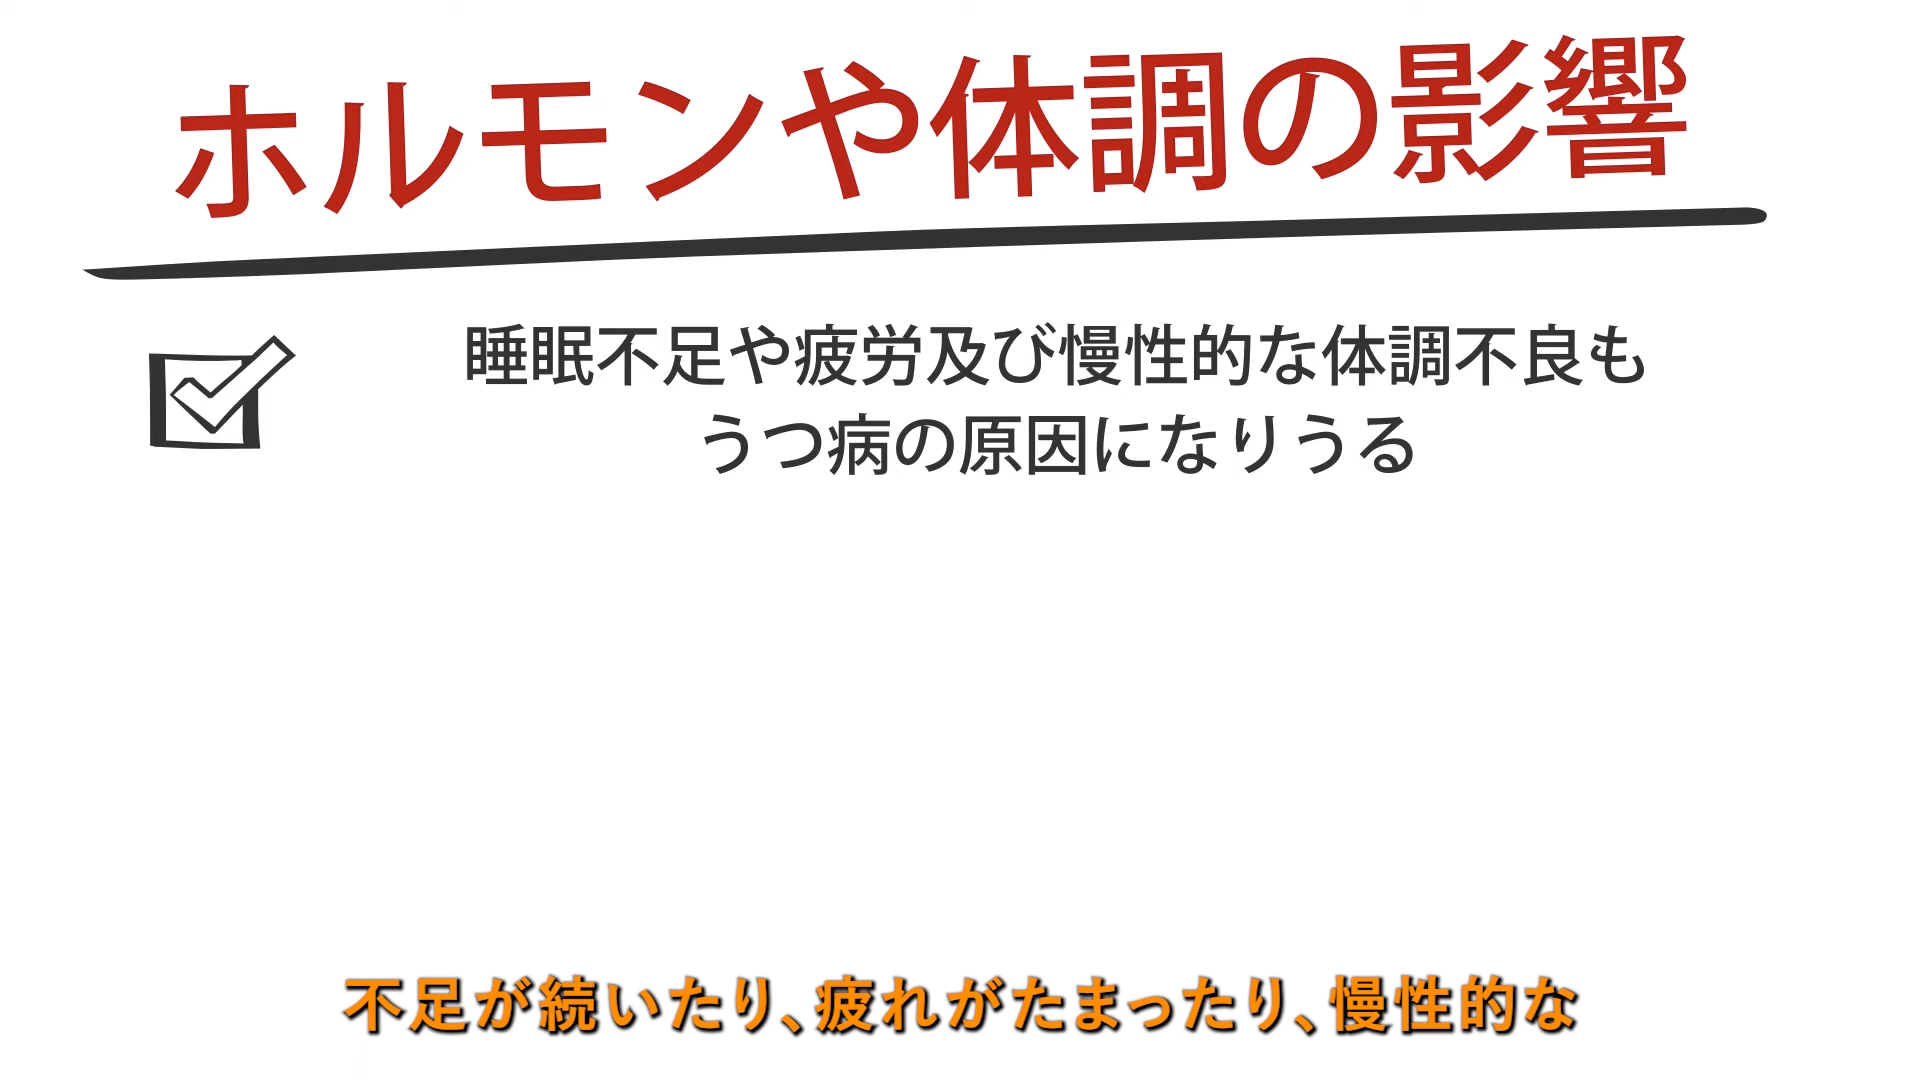 ホルモンや体調の影響
睡眠不足や疲労及び慢性的な体調不良も
うつ病の原因になりうる
不足が続いたり、疲れがたまったり、慢性的な